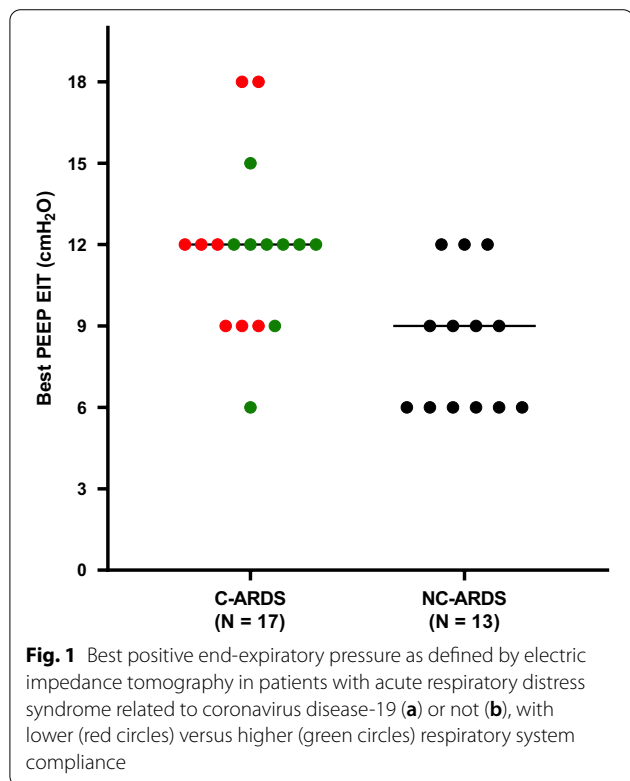 18
15
12
9
6
3
0
Best PEEP EIT (cmH₂O)
C-ARDS
(N = 17)
NC-ARDS
(N = 13)
Fig. 1 Best positive end-expiratory pressure as defined by electric
impedance tomography in patients with acute respiratory distress
syndrome related to coronavirus disease-19 (a) or not (b), with
lower (red circles) versus higher (green circles) respiratory system
compliance